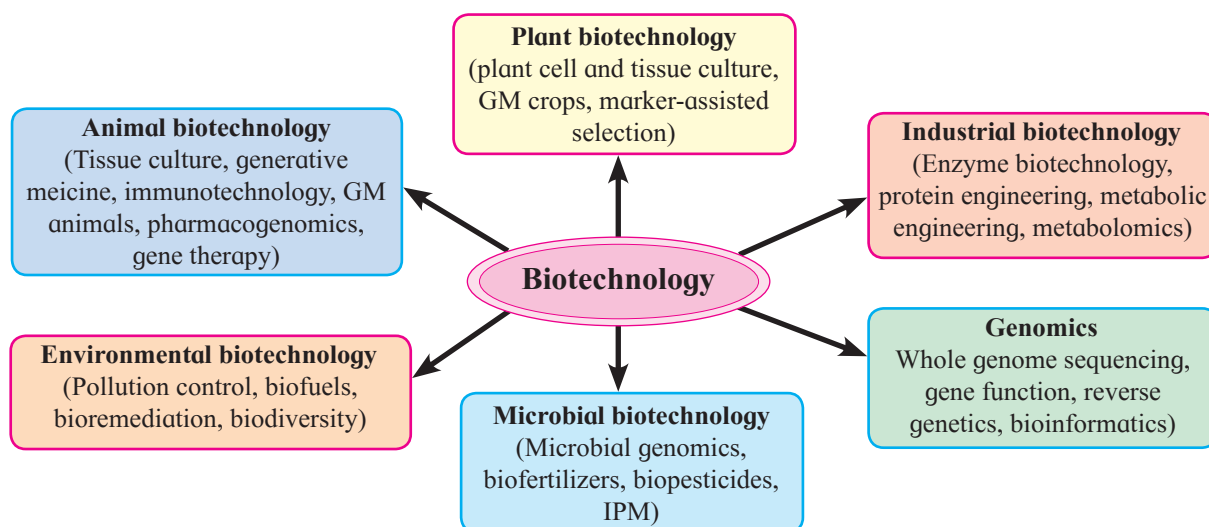 Plant biotechnology
(plant cell and tissue culture,
GM crops, marker-assisted
selection)
Animal biotechnology
(Tissue culture, generative
meicine, immunotechnology, GM
animals, pharmacogenomics,
gene therapy)
Industrial biotechnology
(Enzyme biotechnology,
protein engineering, metabolic
engineering, metabolomics)
Biotechnology
Environmental biotechnology
(Pollution control, biofuels,
bioremediation, biodiversity)
Microbial biotechnology
(Microbial genomics,
biofertilizers, biopesticides,
IPM)
Genomics
Whole genome sequencing,
gene function, reverse
genetics, bioinformatics)